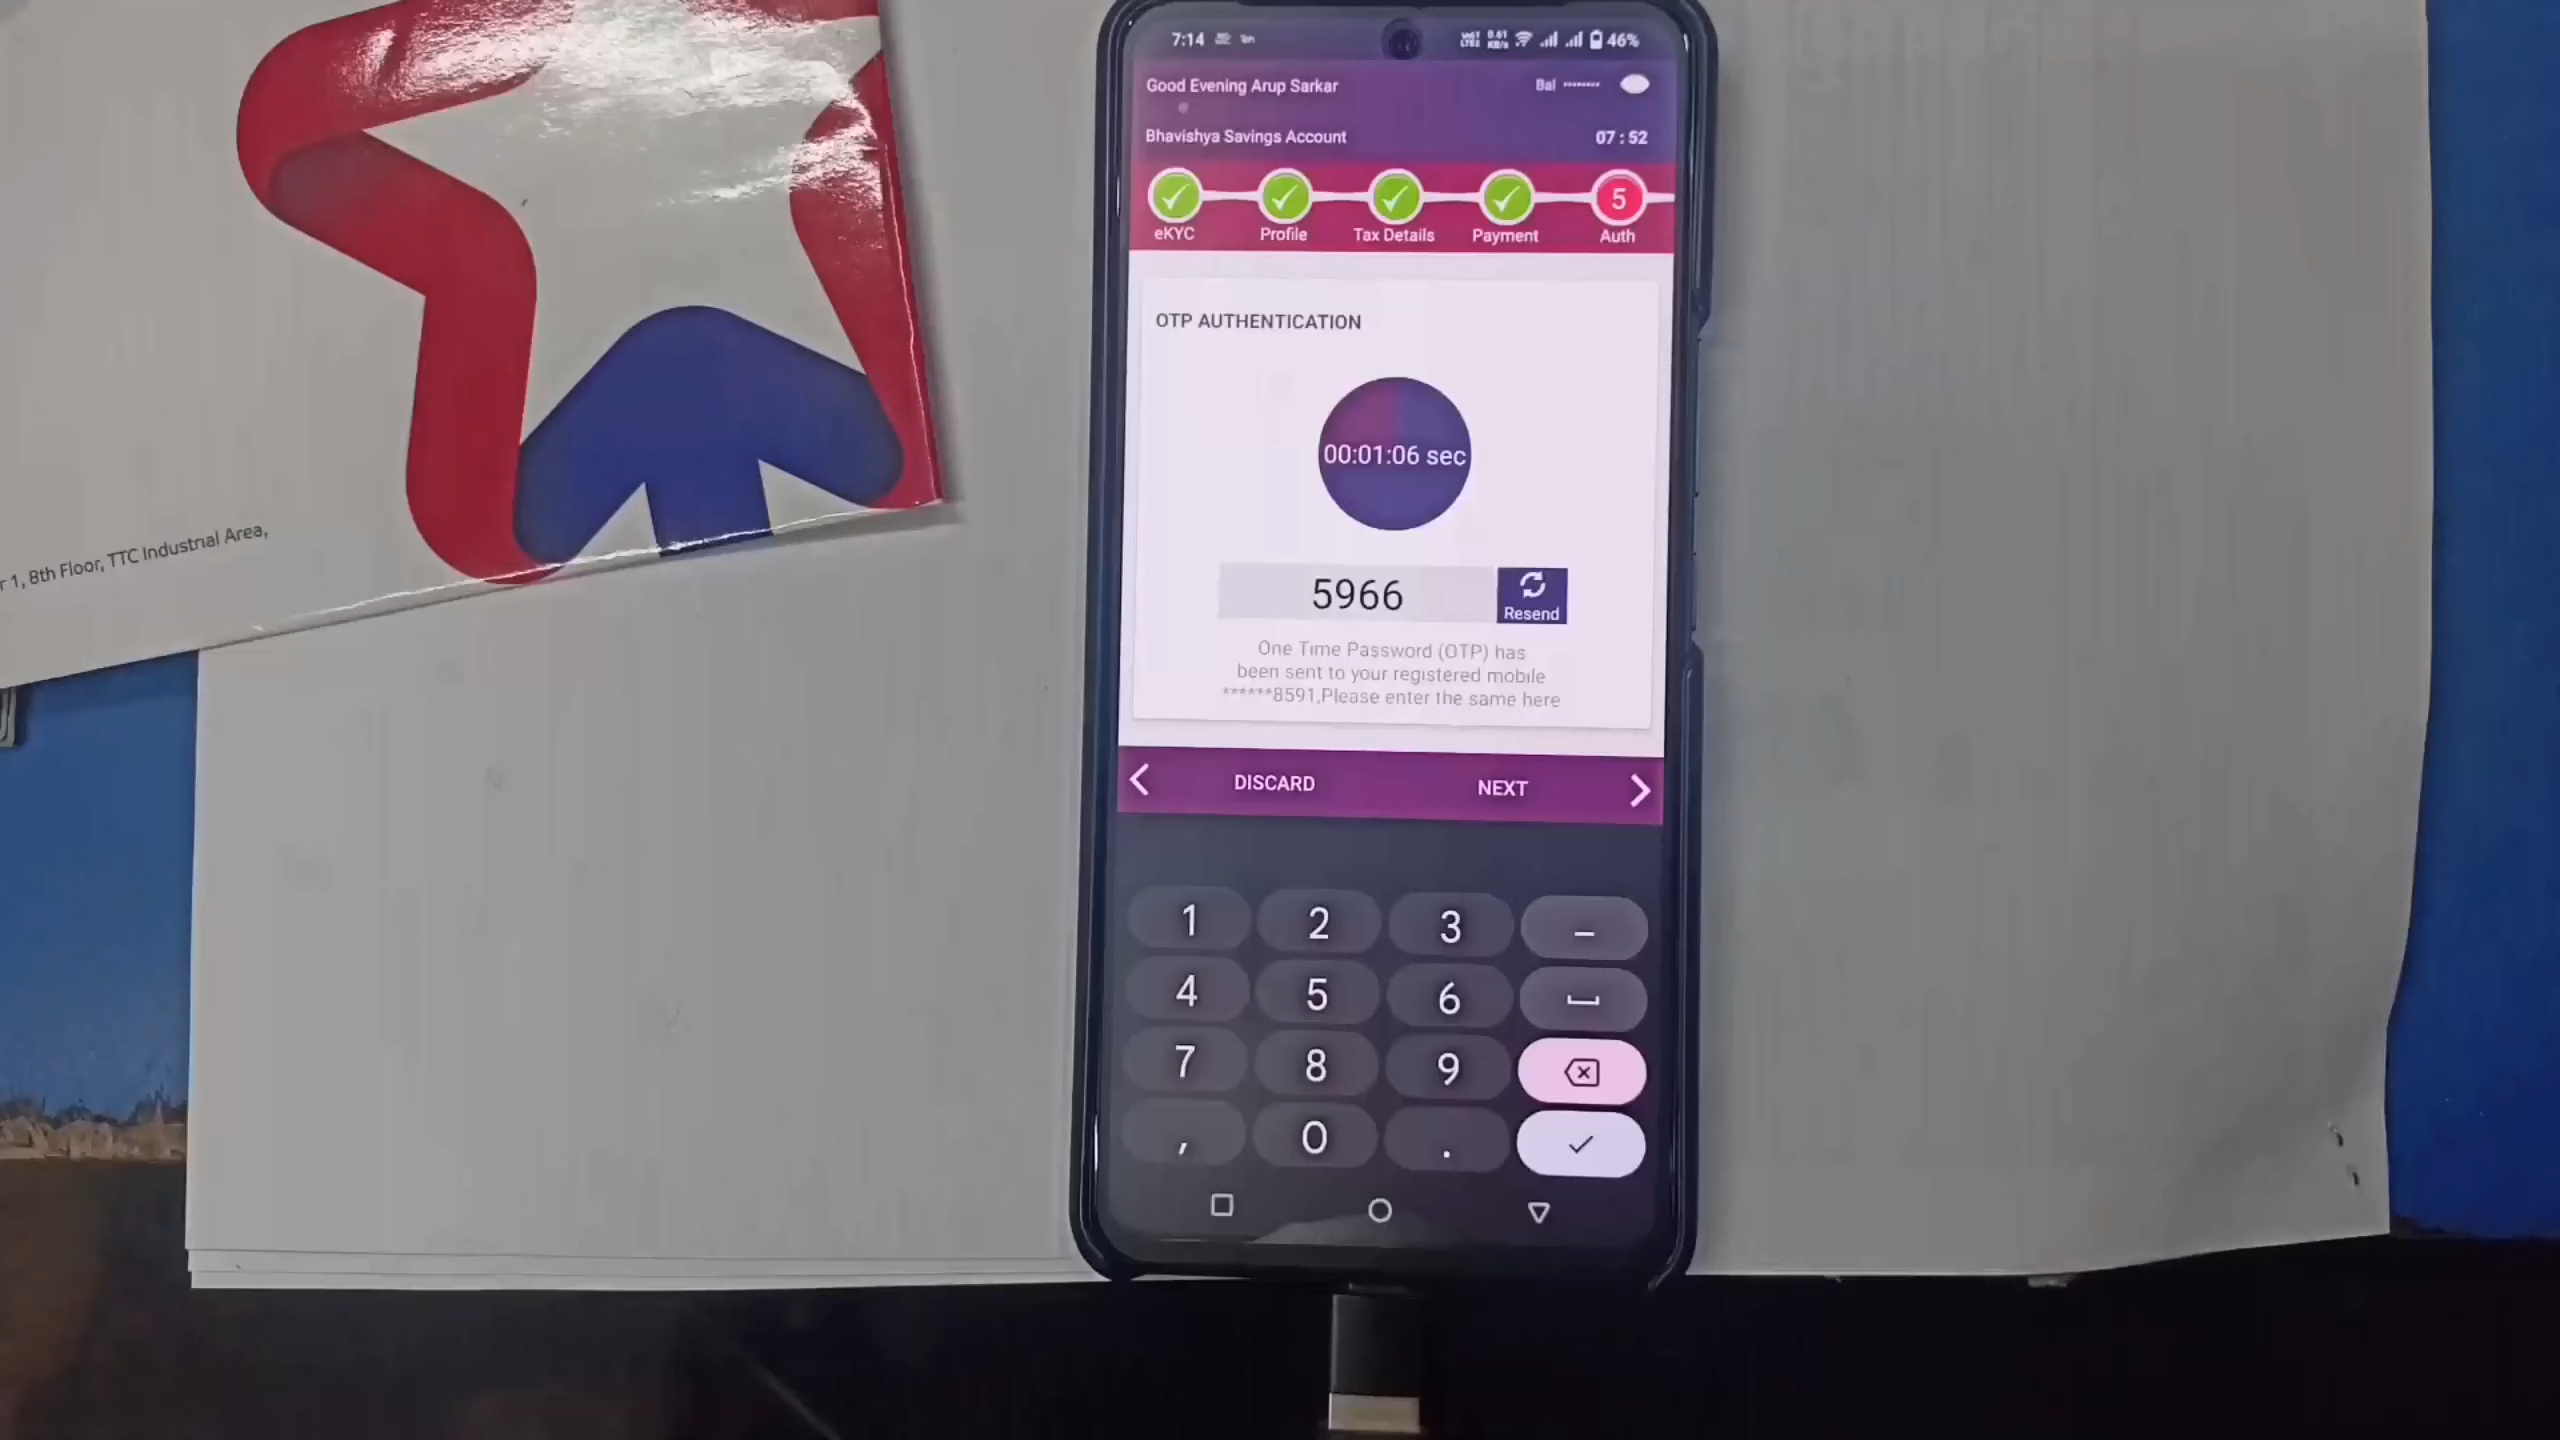 r 1, 8th Floor, TTC Industrial Area,
7:14
46%
Good Evening Arup Sarkar
Bal ........
Bhavishya Savings Account
07 : 52
5
eKYC
Profile
Tax Details
Payment
Auth
OTP AUTHENTICATION
00:01:06 sec
5966
Resend
One Time Password (OTP) has
been sent to your registered mobile
******8591,Please enter the same here
DISCARD
NEXT
1 2 3 –
4 5 6
7 8 9
, 0 .